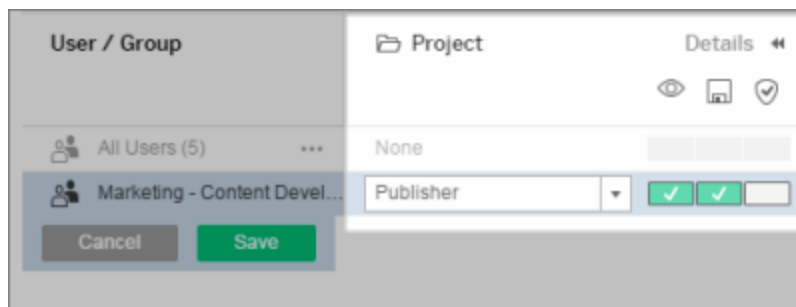 User / Group Project Details
All Users (5) ... None
Marketing - Content Devel... Publisher
Cancel Save